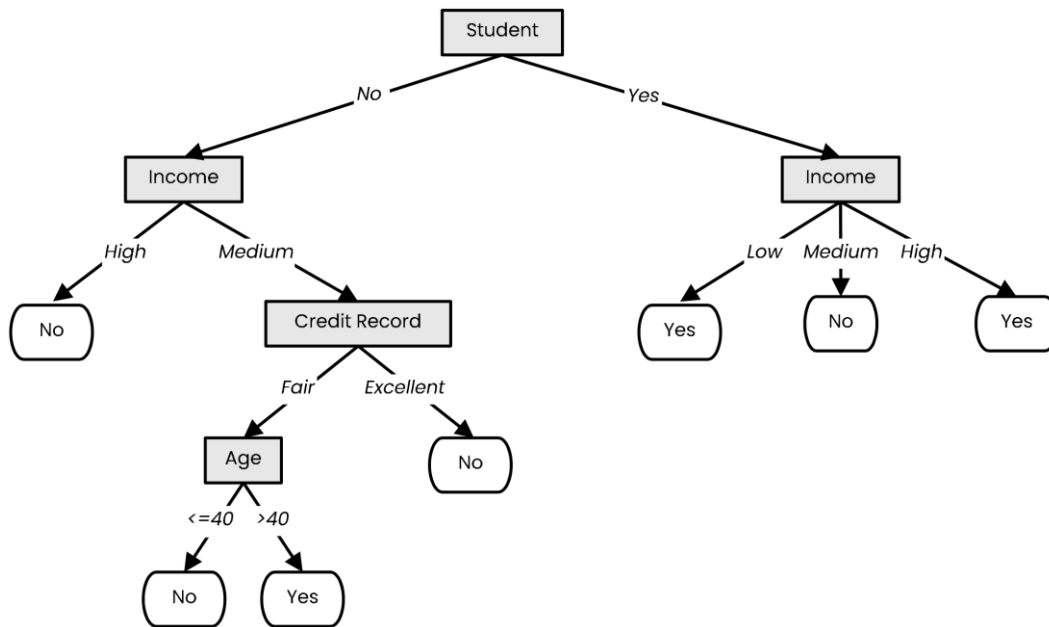 Student
No
Yes
Income
Income
High
Medium
Low
Medium
High
No
Credit Record
Yes
No
Yes
Fair
Excellent
Age
No
<=40
>40
No
Yes